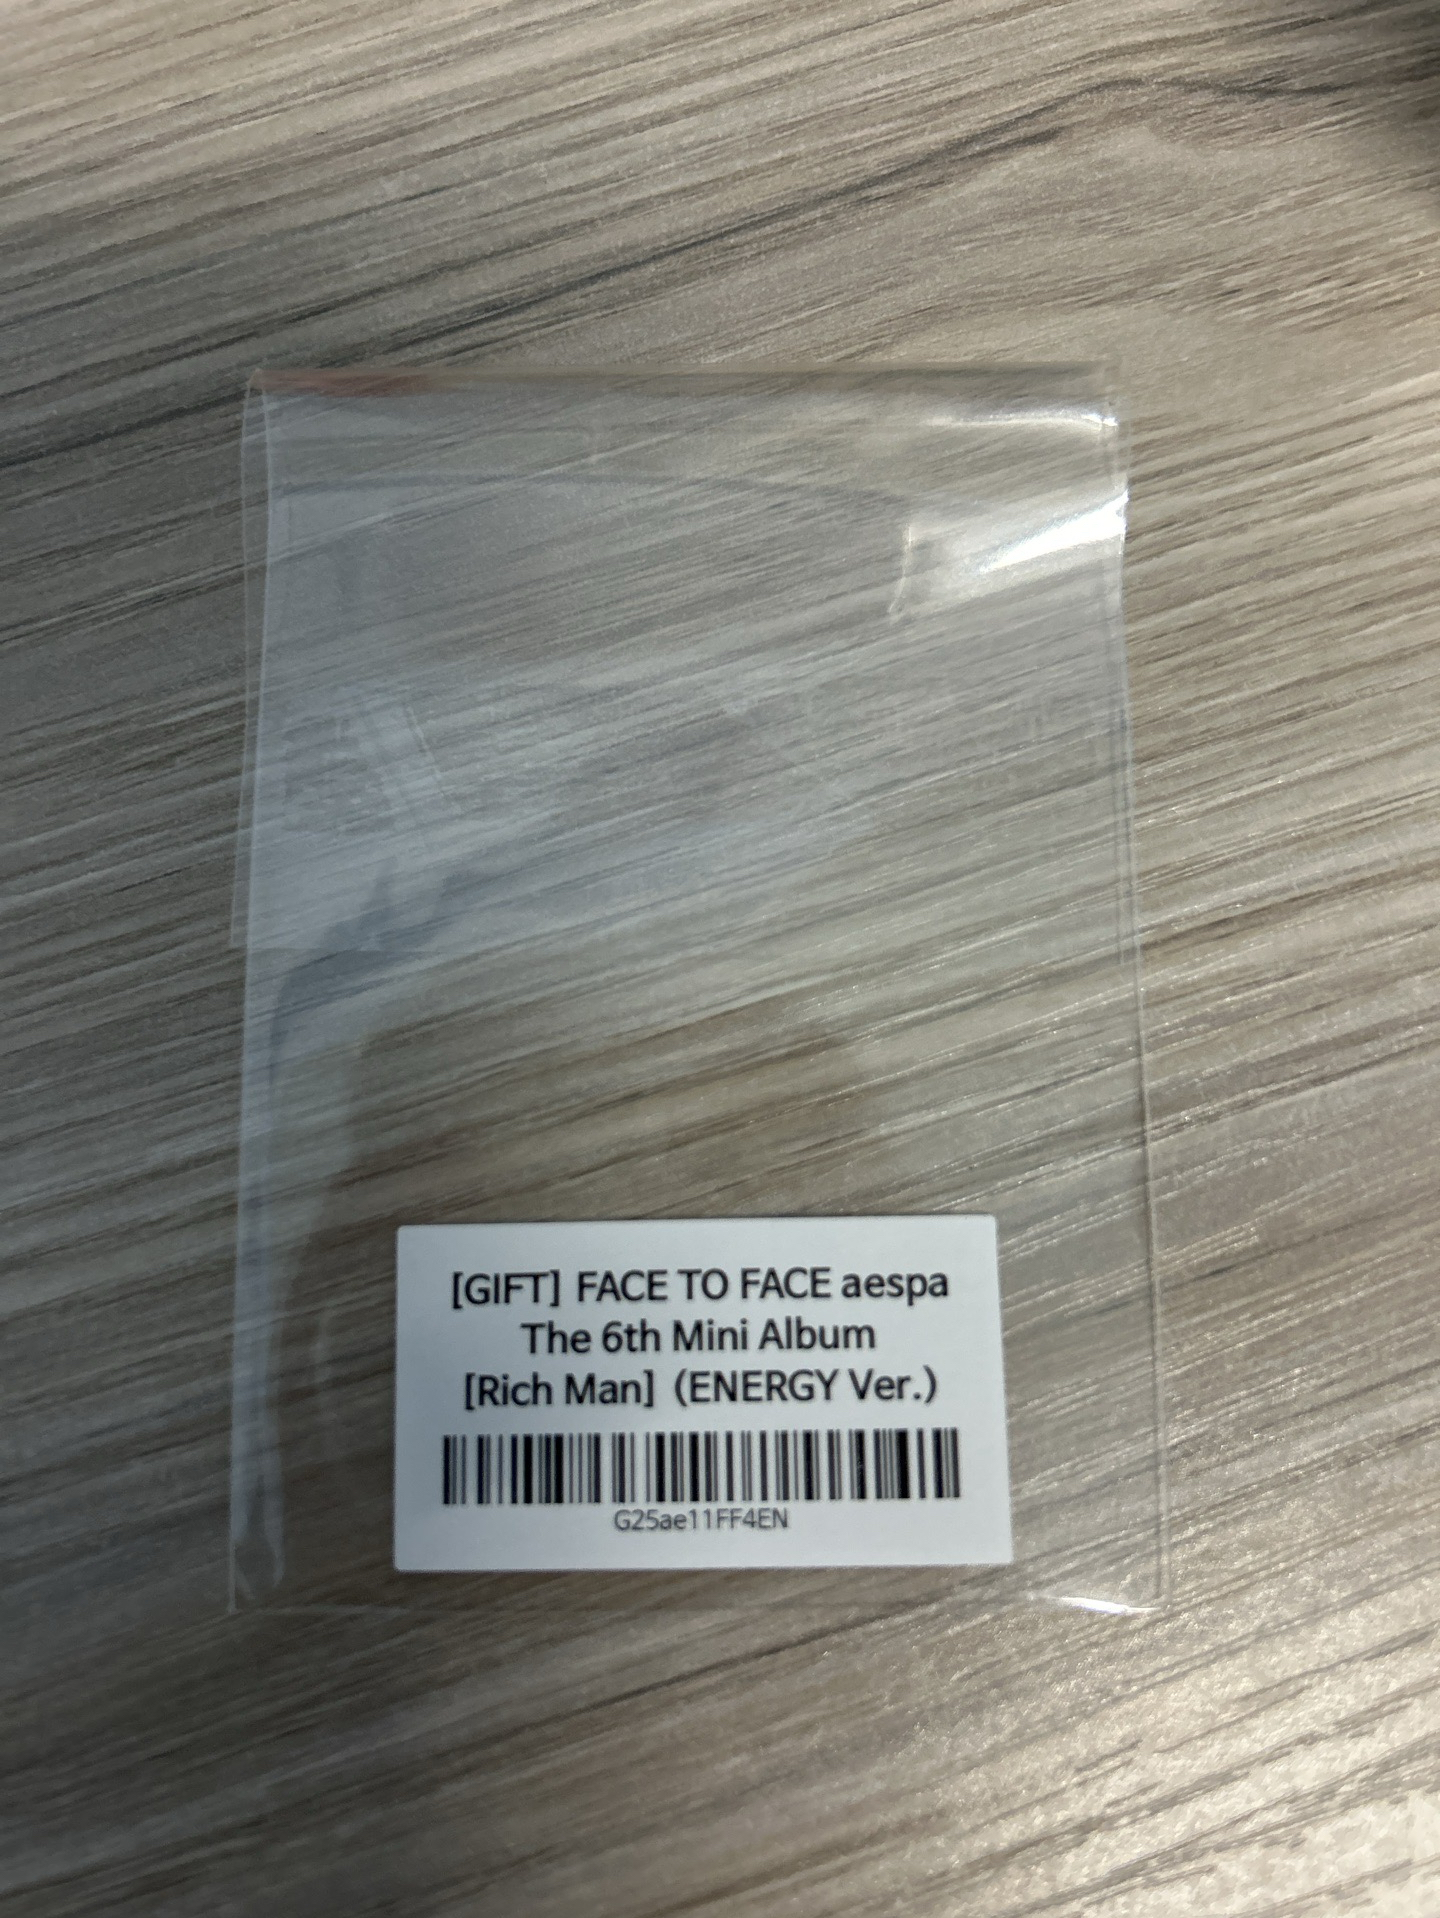 [GIFT] FACE TO FACE aespa
The 6th Mini Album
[Rich Man] (ENERGY Ver.)
G25ae11FF4EN